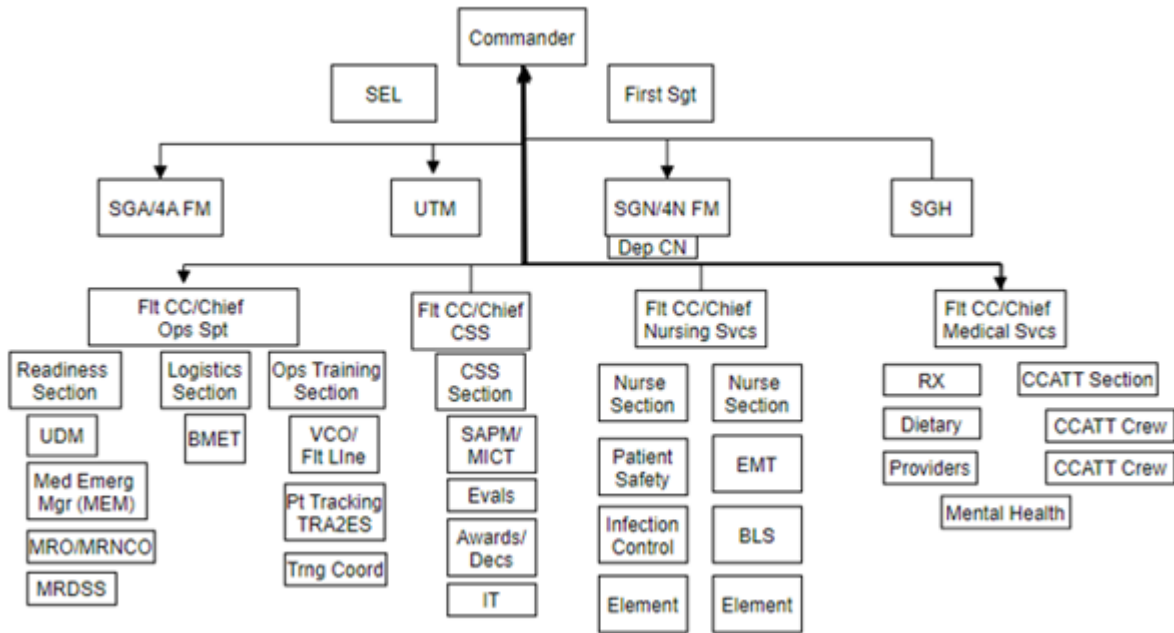 Commander
SEL
First Sgt
SGA/4A FM
UTM
SGN/4N FM
SGH
Dep CN
Flt CC/Chief
Ops Spt
Flt CC/Chief
CSS
Flt CC/Chief
Nursing Svcs
Flt CC/Chief
Medical Svcs
Readiness
Section
UDM
Med Emerg
Mgr (MEM)
MRO/MRNCO
MRDSS
Logistics
Section
BMET
Ops Training
Section
VCO/
Flt LIne
Pt Tracking
TRA2ES
Trng Coord
CSS
Section
SAPM/
MICT
Evals
Awards/
Decs
IT
Nurse
Section
Patient
Safety
Infection
Control
Element
Nurse
Section
EMT
BLS
Element
RX
Dietary
Providers
Mental Health
CCATT Section
CCATT Crew
CCATT Crew